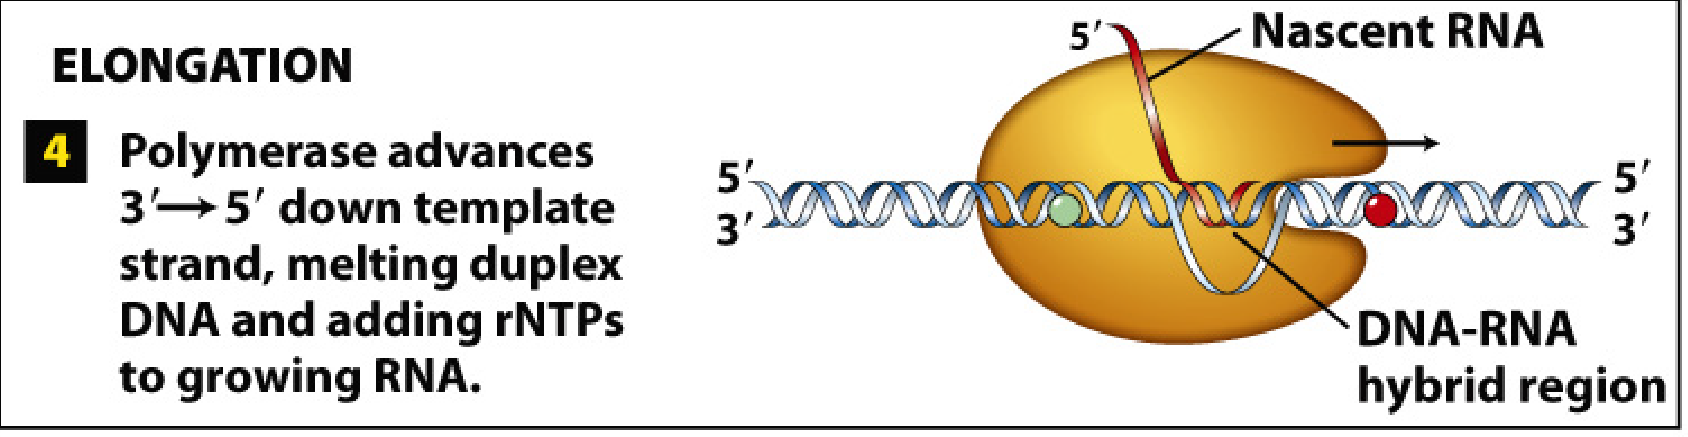 ELONGATION
4
Polymerase advances
3′→5′ down template
strand, melting duplex
DNA and adding rNTPs
to growing RNA.
5′
Nascent RNA
5′
3′
5′
3′
DNA-RNA
hybrid region